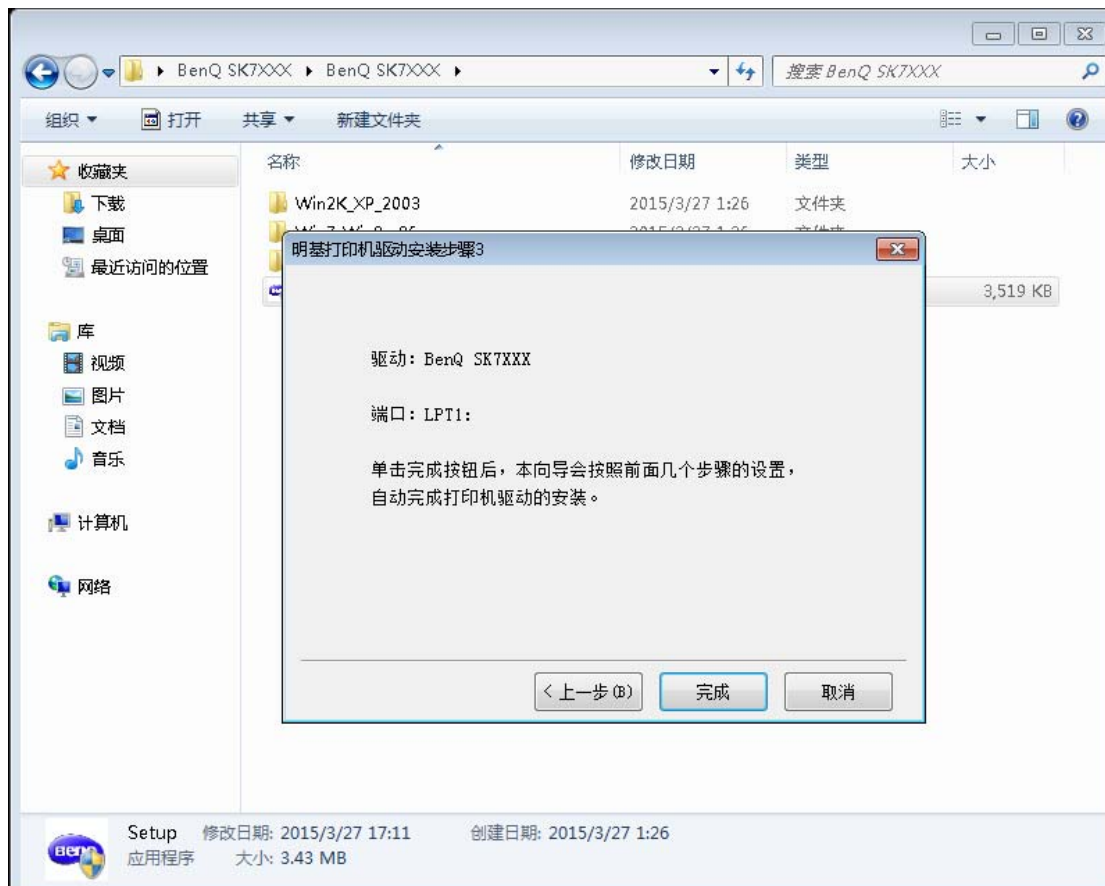 BenQ SK7XXX BenQ SK7XXX
搜索 BenQ SK7XXX
组织 打开 共享 新建文件夹
收藏夹
下载
桌面
最近访问的位置
库
视频
图片
文档
音乐
计算机
网络
名称 修改日期 类型 大小
Win2K_XP_2003 2015/3/27 1:26 文件夹
3,519 KB
明基打印机驱动安装步骤3
驱动: BenQ SK7XXX
端口: LPT1:
单击完成按钮后，本向导会按照前面几个步骤的设置，
自动完成打印机驱动的安装。
< 上一步(B) 完成 取消
Setup 修改日期: 2015/3/27 17:11 创建日期: 2015/3/27 1:26
应用程序 大小: 3.43 MB
BenQ